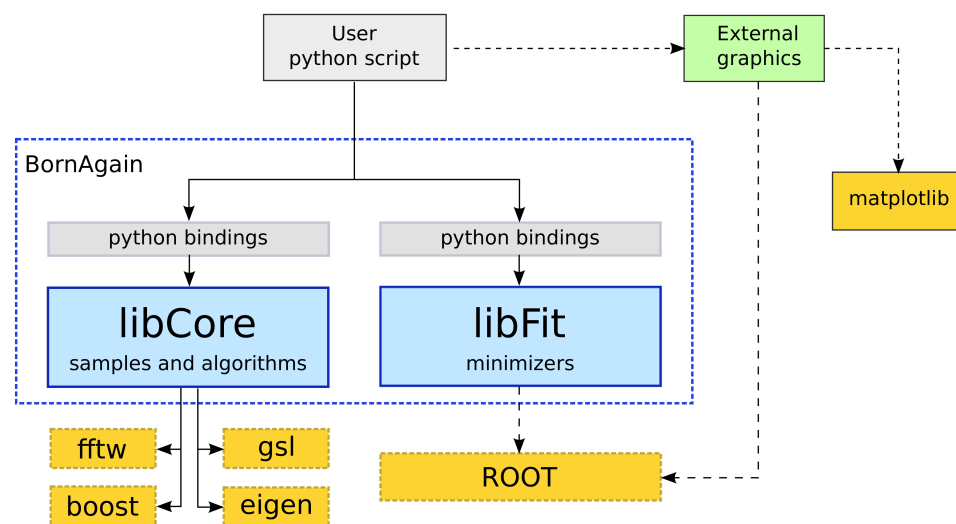 User
python script
External
graphics
BornAgain
matplotlib
python bindings
python bindings
libCore
samples and algorithms
libFit
minimizers
fftw
gsl
ROOT
boost
eigen